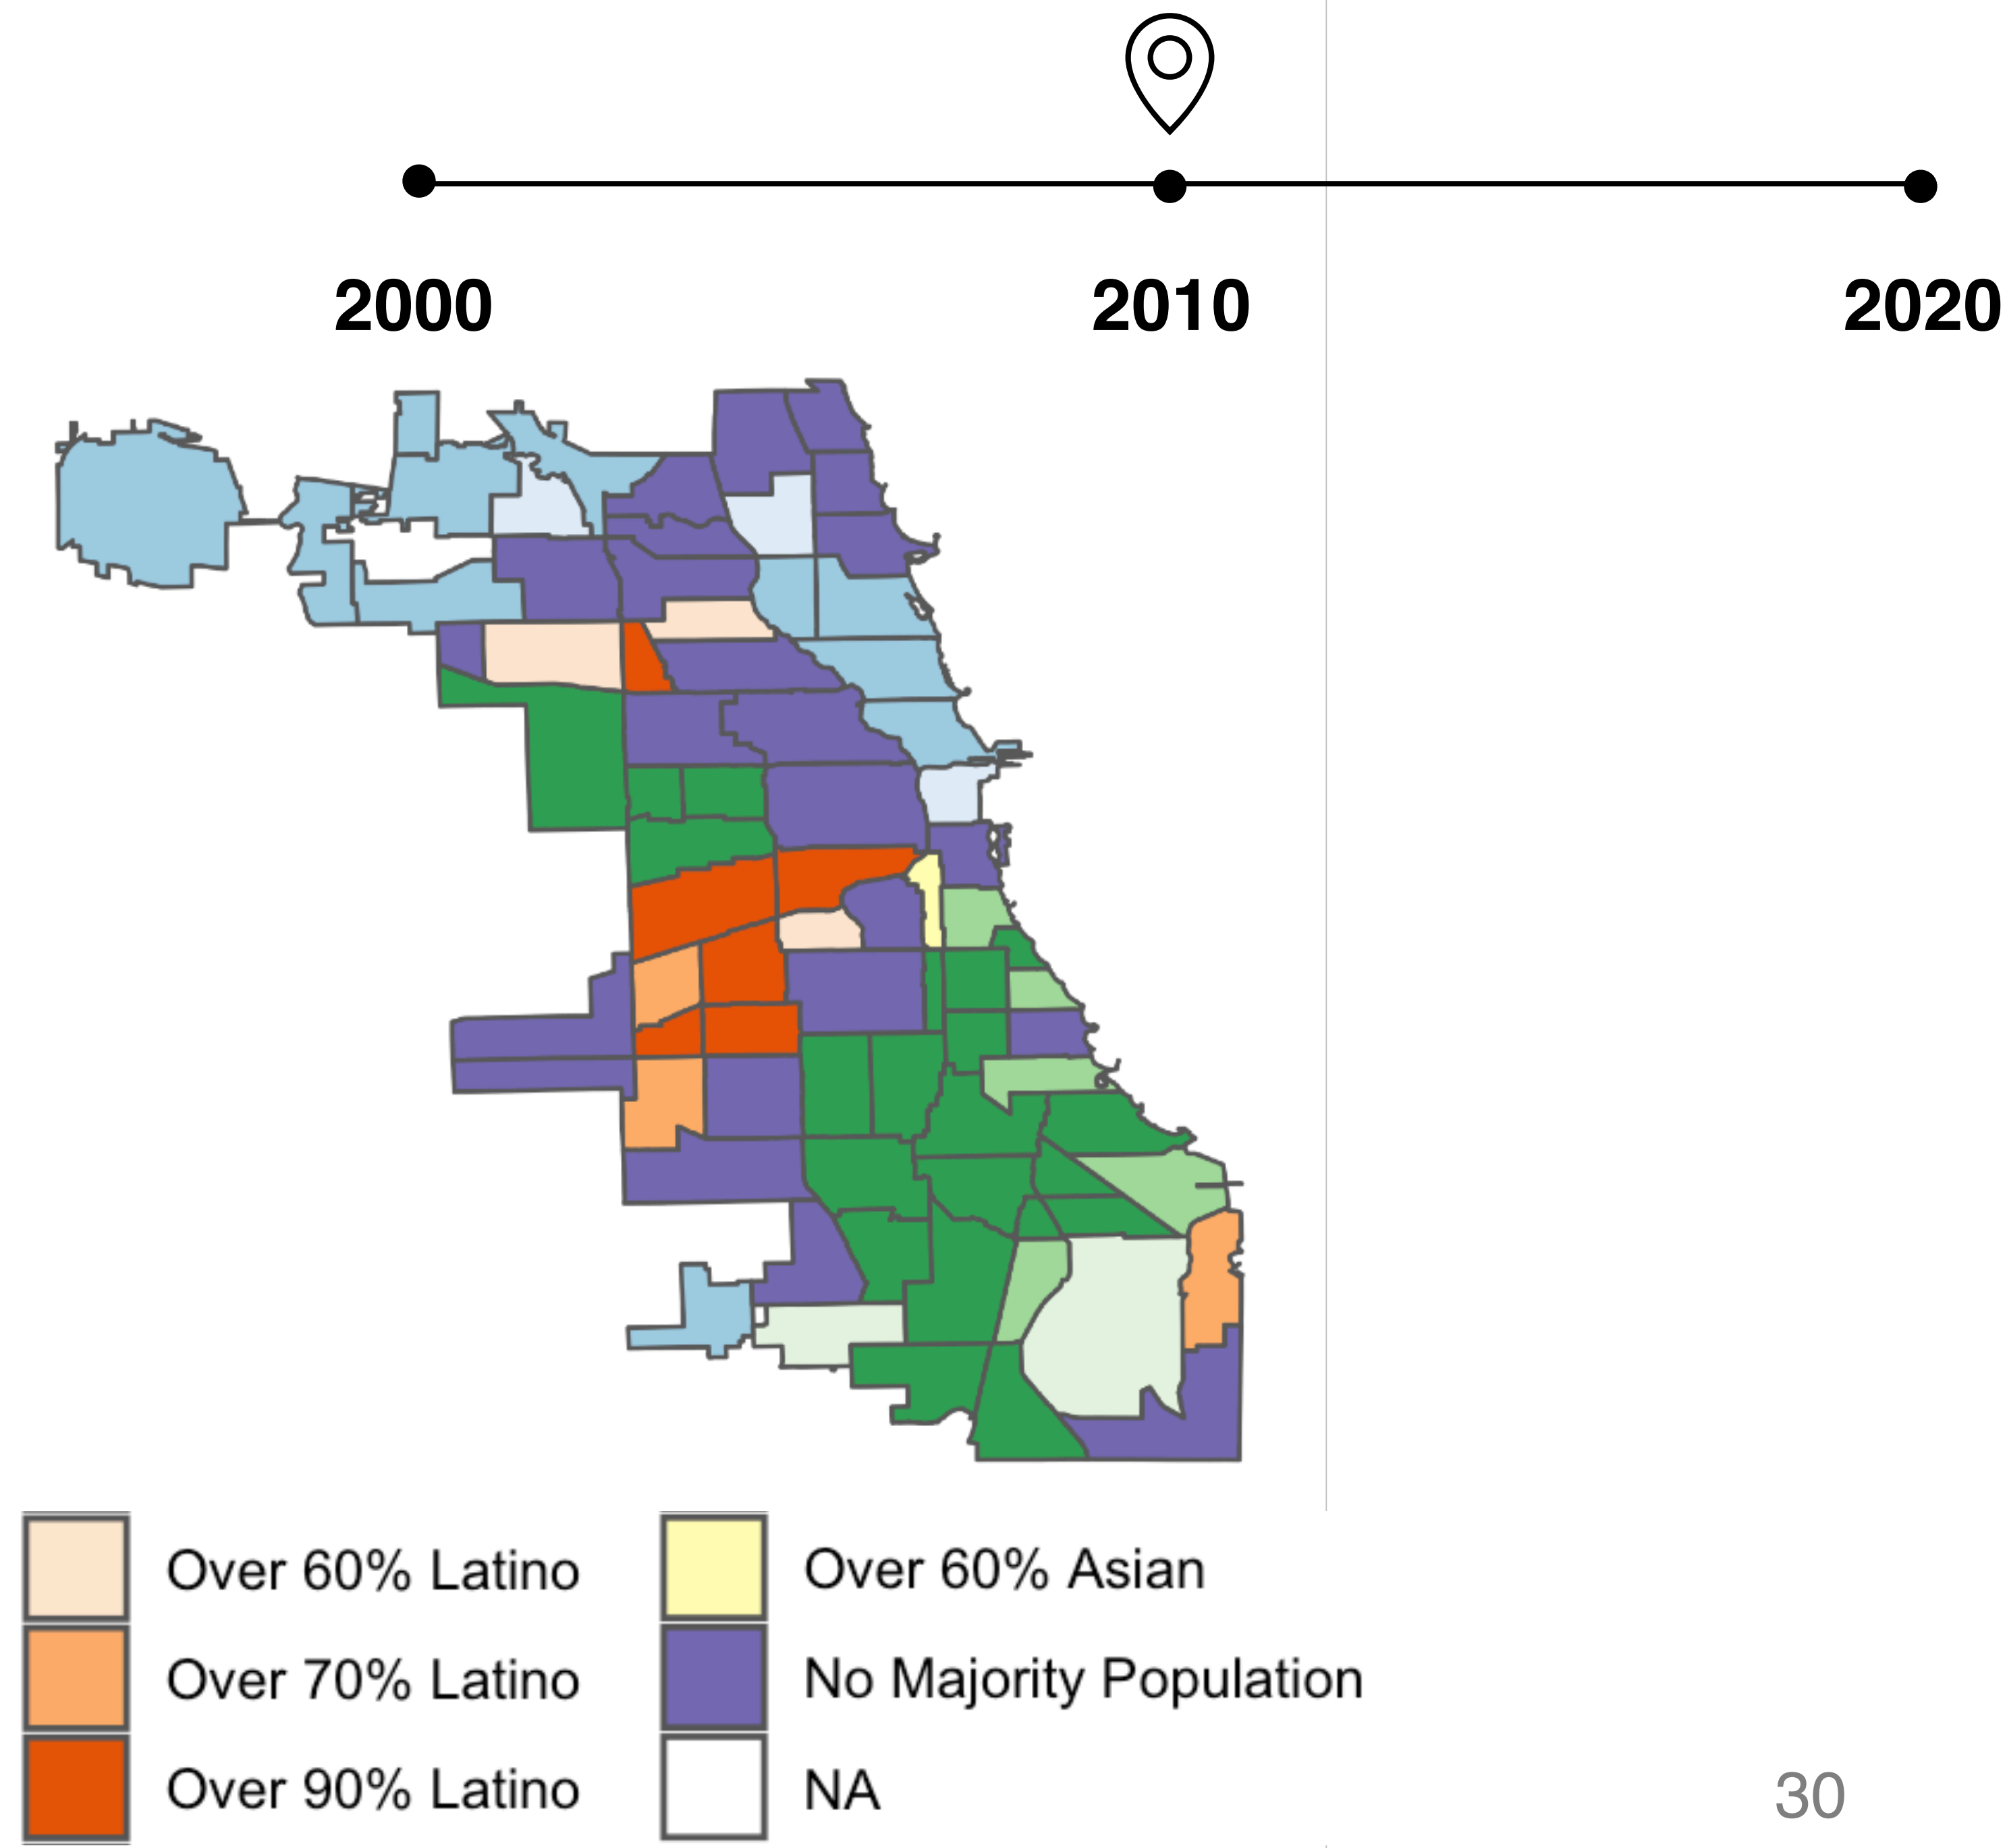 2000 2010 2020
Over 60% Latino
Over 70% Latino
Over 90% Latino
Over 60% Asian
No Majority Population
NA
30